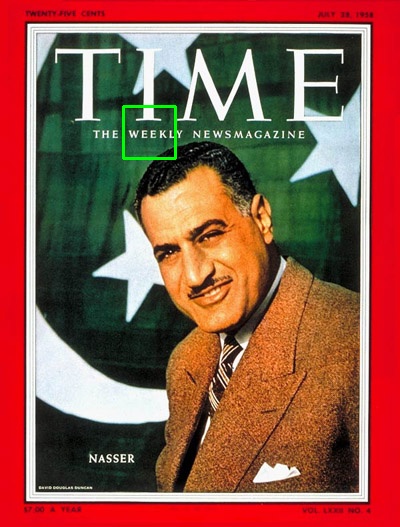 TWENTY-FIVE CENTS JULY 28, 1958
TIME
THE WEEKLY NEWSMAGAZINE
NASSER
DAVID DOUGLAS DUNCAN
$7.00 A YEAR VOL. LXXII NO. 4